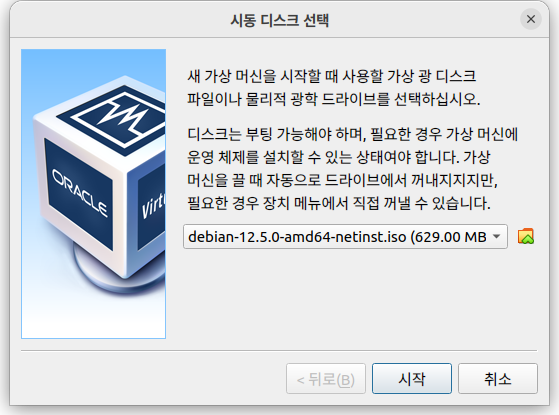 시동 디스크 선택
새 가상 머신을 시작할 때 사용할 가상 광 디스크
파일이나 물리적 광학 드라이브를 선택하십시오.
디스크는 부팅 가능해야 하며, 필요한 경우 가상 머신에
운영 체제를 설치할 수 있는 상태여야 합니다. 가상
머신을 끌 때 자동으로 드라이브에서 꺼내지지지만,
필요한 경우 장치 메뉴에서 직접 꺼낼 수 있습니다.
ORACLE
Virtu
debian-12.5.0-amd64-netinst.iso (629.00 MB
< 뒤로(B)
시작
취소